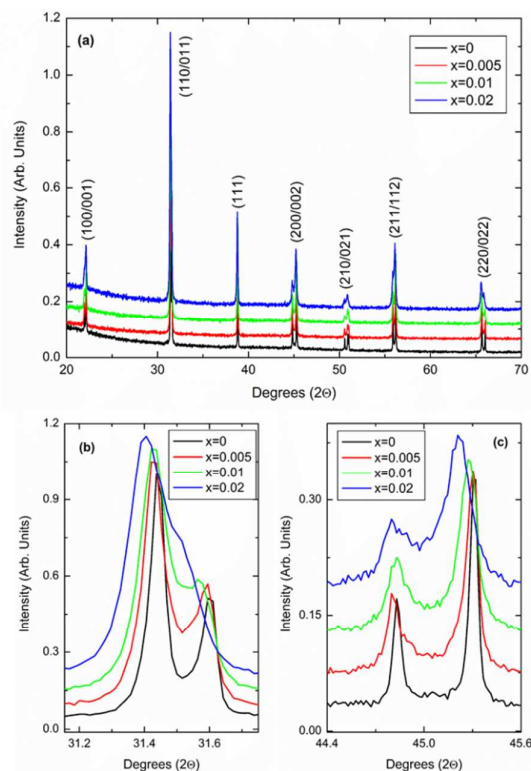 (a)
x=0
x=0.005
x=0.01
x=0.02
(100/001)
(110/011)
(111)
(200/002)
(210/021)
(211/112)
(220/022)
Intensity (Arb. Units)
1.2
1.0
0.8
0.6
0.4
0.2
0.0
20 30 40 50 60 70
Degrees (2Θ)
(b)
x=0
x=0.005
x=0.01
x=0.02
Intensity (Arb. Units)
1.2
0.9
0.6
0.3
0.0
31.2 31.4 31.6
Degrees (2Θ)
(c)
x=0
x=0.005
x=0.01
x=0.02
Intensity (Arb. Units)
0.30
0.15
0.00
44.4 45.0 45.6
Degrees (2Θ)